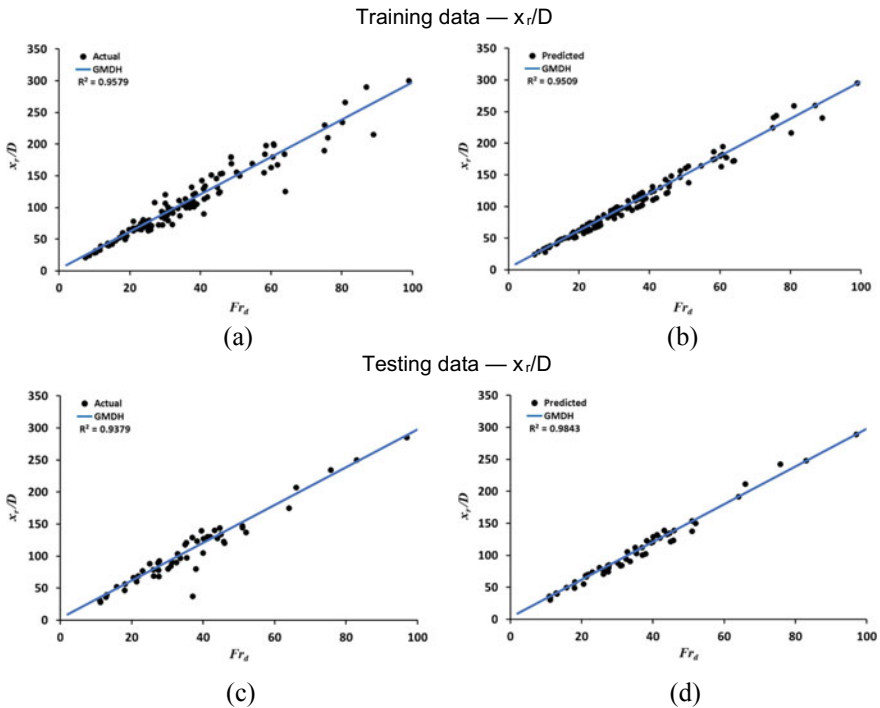 Training data — xr/D
350
300
250
200
150
100
50
0
xr/D
Actual
GMDH
R² = 0.9579
0 20 40 60 80 100
Frd
(a)
350
300
250
200
150
100
50
0
xr/D
Predicted
GMDH
R² = 0.9509
0 20 40 60 80 100
Frd
(b)
Testing data — xr/D
350
300
250
200
150
100
50
0
xr/D
Actual
GMDH
R² = 0.9379
0 20 40 60 80 100
Frd
(c)
350
300
250
200
150
100
50
0
xr/D
Predicted
GMDH
R² = 0.9843
0 20 40 60 80 100
Frd
(d)